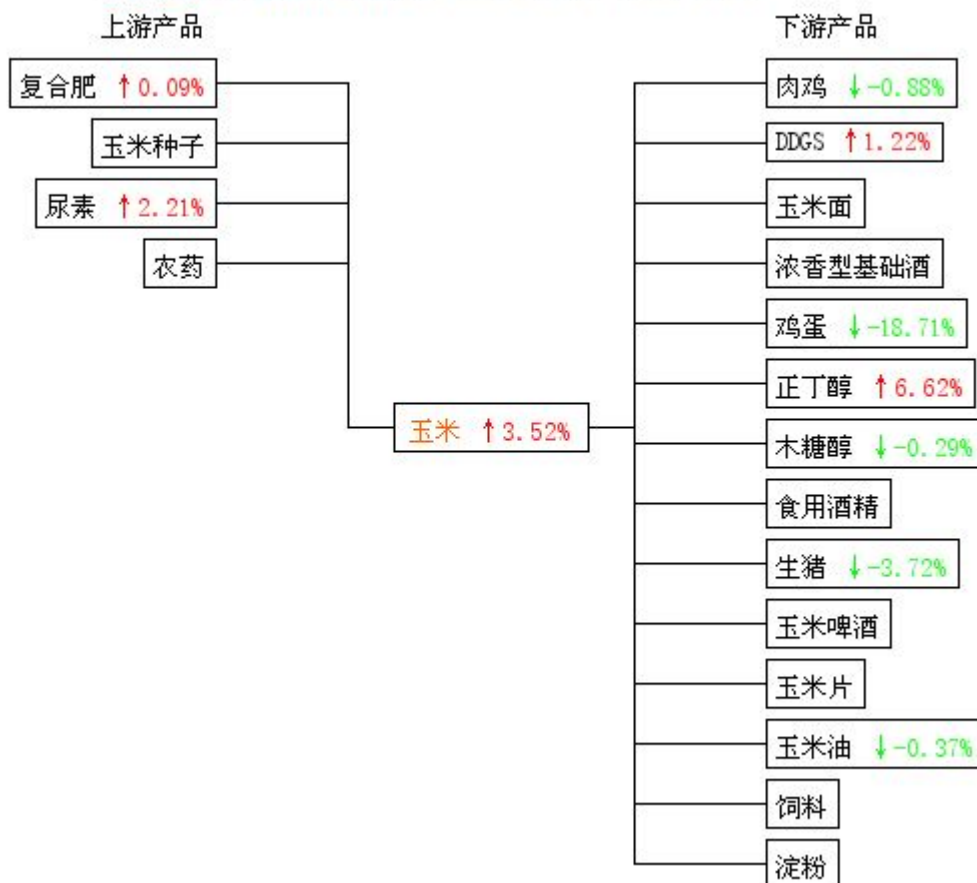 上游产品
复合肥 ↑0.09%
玉米种子
尿素 ↑2.21%
农药
玉米 ↑3.52%
下游产品
肉鸡 ↓-0.88%
DDGS ↑1.22%
玉米面
浓香型基础酒
鸡蛋 ↓-18.71%
正丁醇 ↑6.62%
木糖醇 ↓-0.29%
食用酒精
生猪 ↓-3.72%
玉米啤酒
玉米片
玉米油 ↓-0.37%
饲料
淀粉